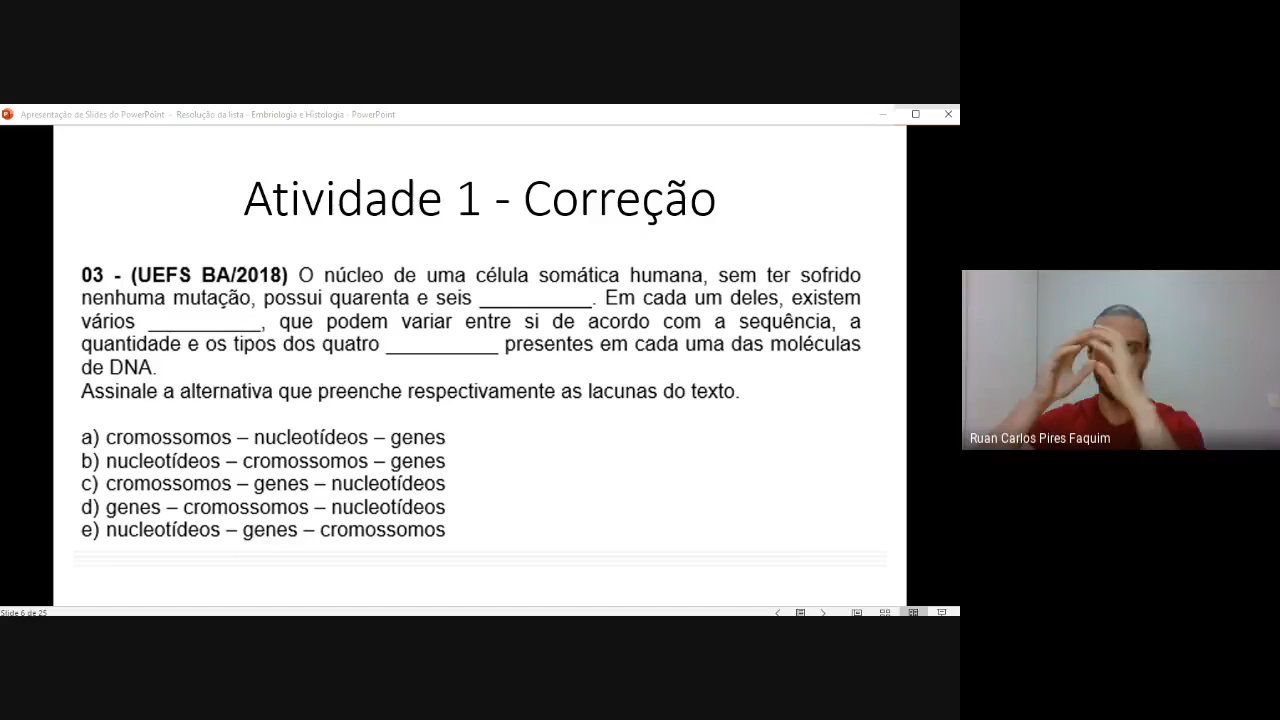 Apresentação de Slides do PowerPoint - Resolução da lista - Embriologia e Histologia - PowerPoint
Atividade 1 - Correção
03 - (UEFS BA/2018) O núcleo de uma célula somática humana, sem ter sofrido
nenhuma mutação, possui quarenta e seis __________. Em cada um deles, existem
vários __________, que podem variar entre si de acordo com a sequência, a
quantidade e os tipos dos quatro __________ presentes em cada uma das moléculas
de DNA.
Assinale a alternativa que preenche respectivamente as lacunas do texto.
a) cromossomos – nucleotídeos – genes
b) nucleotídeos – cromossomos – genes
c) cromossomos – genes – nucleotídeos
d) genes – cromossomos – nucleotídeos
e) nucleotídeos – genes – cromossomos
Slide 6 de 25
Ruan Carlos Pires Faquim